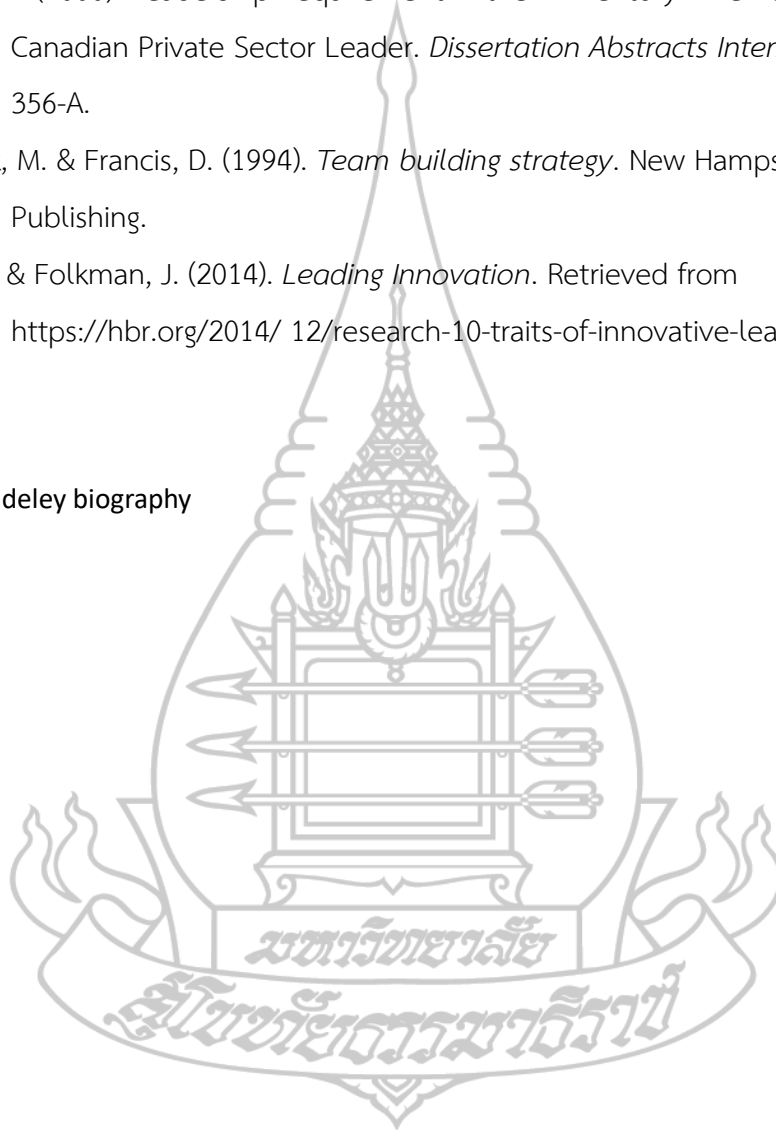 Canadian Private Sector Leader. Dissertation Abstracts Inter
356-A.
, M. & Francis, D. (1994). Team building strategy. New Hamps
Publishing.
& Folkman, J. (2014). Leading Innovation. Retrieved from
https://hbr.org/2014/ 12/research-10-traits-of-innovative-lea
deley biography
มหาวิทยาลัย
สุโขทัยธรรมาธิราช